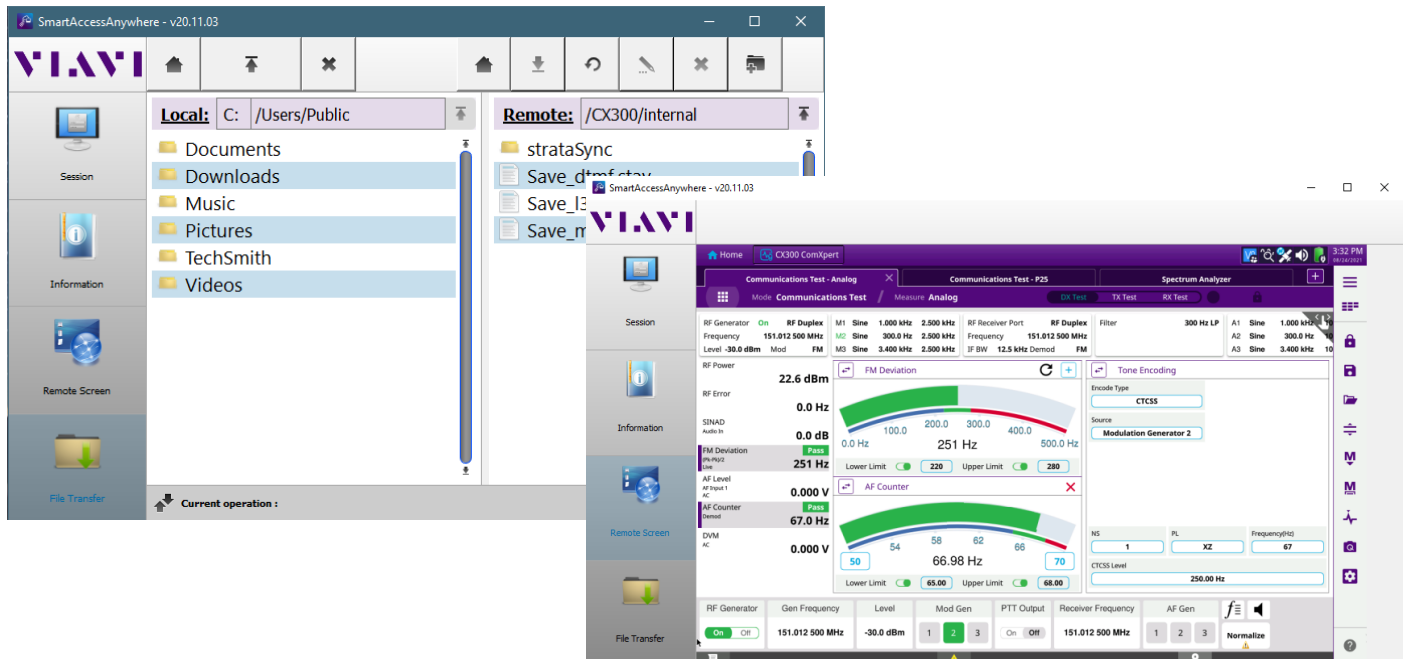 SmartAccessAnywhere - v20.11.03
VIAVI
Local: C: /Users/Public
Remote: /CX300/internal
Session
Information
Remote Screen
File Transfer
Documents
Downloads
Music
Pictures
TechSmith
Videos
strataSync
Save_dtmf.stav
Save_l3
Save_m
Current operation :
SmartAccessAnywhere - v20.11.03
VIAVI
Session
Information
Remote Screen
File Transfer
Home CX300 ComXpert 3:32 PM
08/24/2021
Communications Test - Analog Communications Test - P25 Spectrum Analyzer
Mode Communications Test / Measure Analog DX Test TX Test RX Test
RF Generator On RF Duplex
Frequency 151.012 500 MHz
Level -30.0 dBm Mod FM
M1 Sine 1.000 kHz 2.500 kHz
M2 Sine 300.0 Hz 2.500 kHz
M3 Sine 3.400 kHz 2.500 kHz
RF Receiver Port RF Duplex
Frequency 151.012 500 MHz
IF BW 12.5 kHz Demod FM
Filter 300 Hz LP
A1 Sine 1.000 kHz
A2 Sine 300.0 Hz
A3 Sine 3.400 kHz 10
RF Power
22.6 dBm
RF Error
0.0 Hz
SINAD
Audio In
0.0 dB
FM Deviation Pass
(Pk-Pk)/2
Live
251 Hz
AF Level
AF Input 1
AC
0.000 V
AF Counter Pass
Demod
67.0 Hz
DVM
AC
0.000 V
FM Deviation
0.0 Hz 100.0 200.0 300.0 400.0 500.0 Hz
251 Hz
Lower Limit 220 Upper Limit 280
AF Counter
50 54 58 62 66 70
66.98 Hz
Lower Limit 65.00 Upper Limit 68.00
Tone Encoding
Encode Type
CTCSS
Source
Modulation Generator 2
NS PL Frequency(Hz)
1 XZ 67
CTCSS Level
250.00 Hz
RF Generator Gen Frequency Level Mod Gen PTT Output Receiver Frequency AF Gen
On Off 151.012 500 MHz -30.0 dBm 1 2 3 On Off 151.012 500 MHz 1 2 3 Normalize